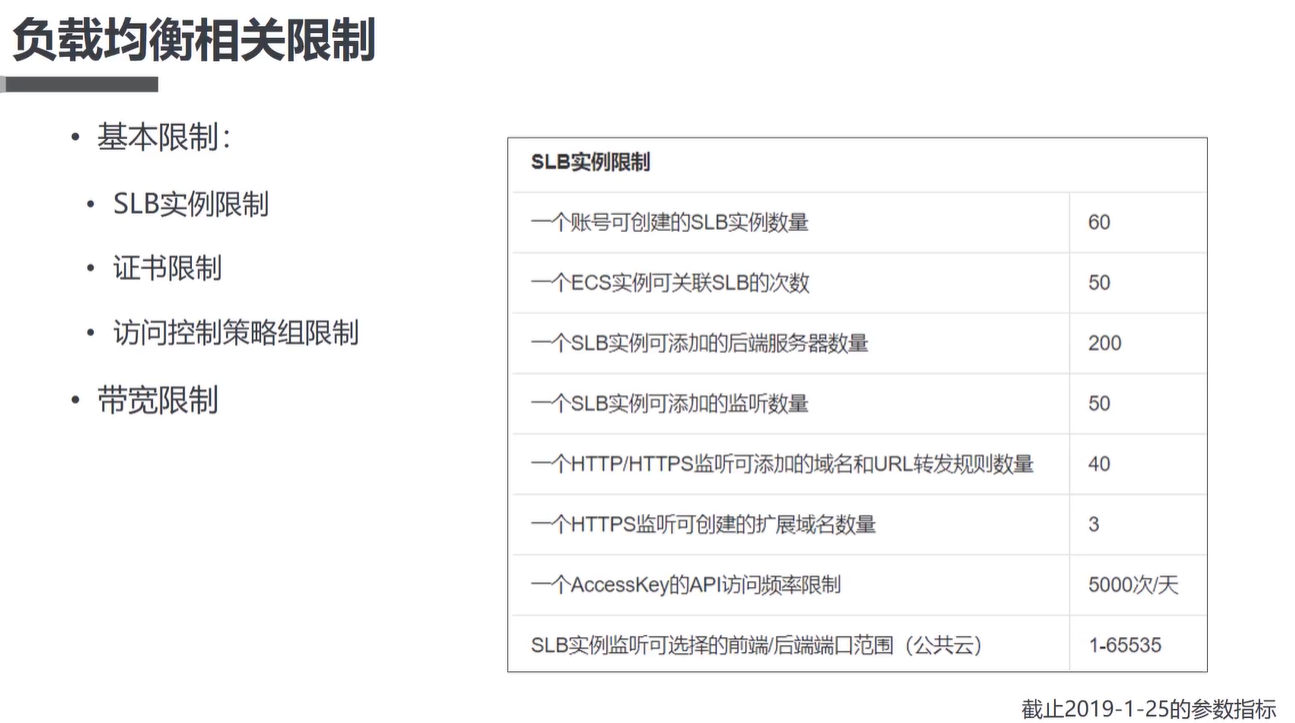 负载均衡相关限制
• 基本限制：
• SLB实例限制
• 证书限制
• 访问控制策略组限制
• 带宽限制
SLB实例限制
一个账号可创建的SLB实例数量 60
一个ECS实例可关联SLB的次数 50
一个SLB实例可添加的后端服务器数量 200
一个SLB实例可添加的监听数量 50
一个HTTP/HTTPS监听可添加的域名和URL转发规则数量 40
一个HTTPS监听可创建的扩展域名数量 3
一个AccessKey的API访问频率限制 5000次/天
SLB实例监听可选择的前端/后端端口范围（公共云） 1-65535
截止2019-1-25的参数指标